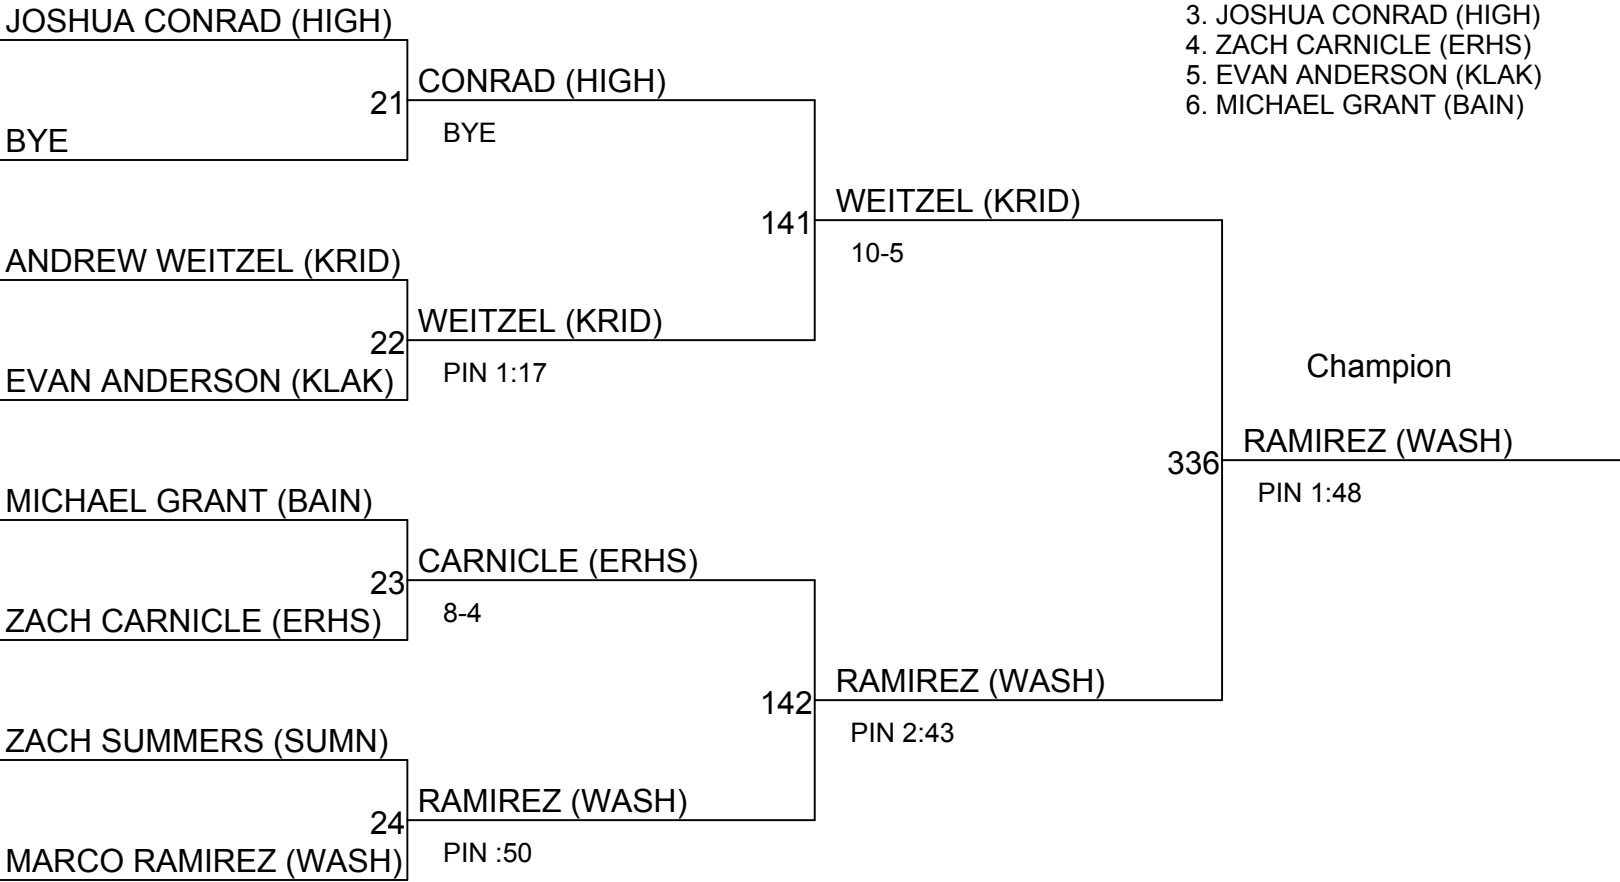 JOSHUA CONRAD (HIGH)
21
BYE
CONRAD (HIGH)
BYE
ANDREW WEITZEL (KRID)
22
EVAN ANDERSON (KLAK)
WEITZEL (KRID)
PIN 1:17
141
WEITZEL (KRID)
10-5
MICHAEL GRANT (BAIN)
23
ZACH CARNICLE (ERHS)
CARNICLE (ERHS)
8-4
ZACH SUMMERS (SUMN)
24
MARCO RAMIREZ (WASH)
RAMIREZ (WASH)
PIN :50
142
RAMIREZ (WASH)
PIN 2:43
336
Champion
RAMIREZ (WASH)
PIN 1:48
3. JOSHUA CONRAD (HIGH)
4. ZACH CARNICLE (ERHS)
5. EVAN ANDERSON (KLAK)
6. MICHAEL GRANT (BAIN)